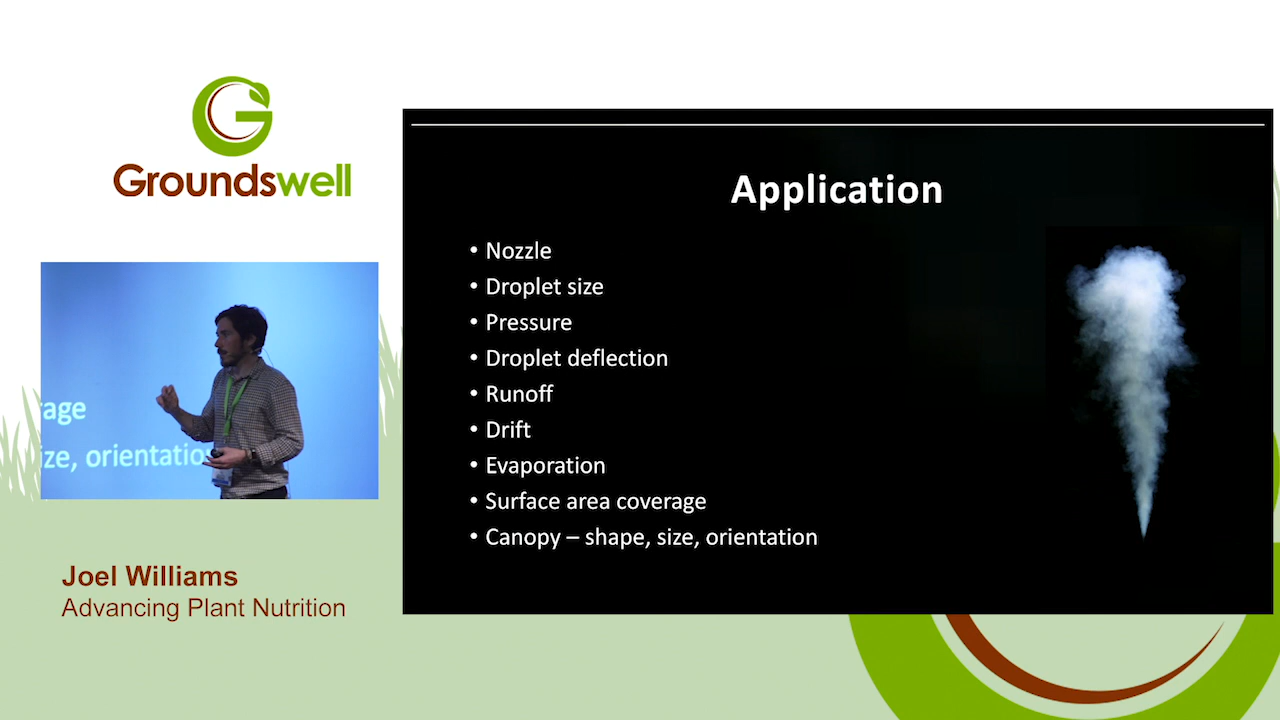 Groundswell
Application
• Nozzle
• Droplet size
• Pressure
• Droplet deflection
• Runoff
• Drift
• Evaporation
• Surface area coverage
• Canopy – shape, size, orientation
rage
ize, orientatio
Joel Williams
Advancing Plant Nutrition